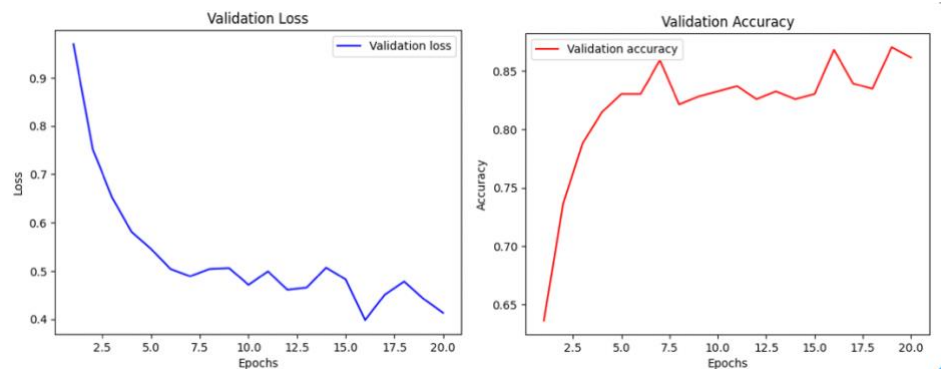 Validation Loss
Validation loss
0.9
0.8
0.7
0.6
0.5
0.4
Loss
2.5 5.0 7.5 10.0 12.5 15.0 17.5 20.0
Epochs
Validation Accuracy
Validation accuracy
0.85
0.80
0.75
0.70
0.65
Accuracy
2.5 5.0 7.5 10.0 12.5 15.0 17.5 20.0
Epochs